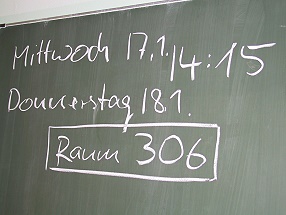 Mittwoch 17.1. 14:15
Donnerstag 18.1.
Raum 306